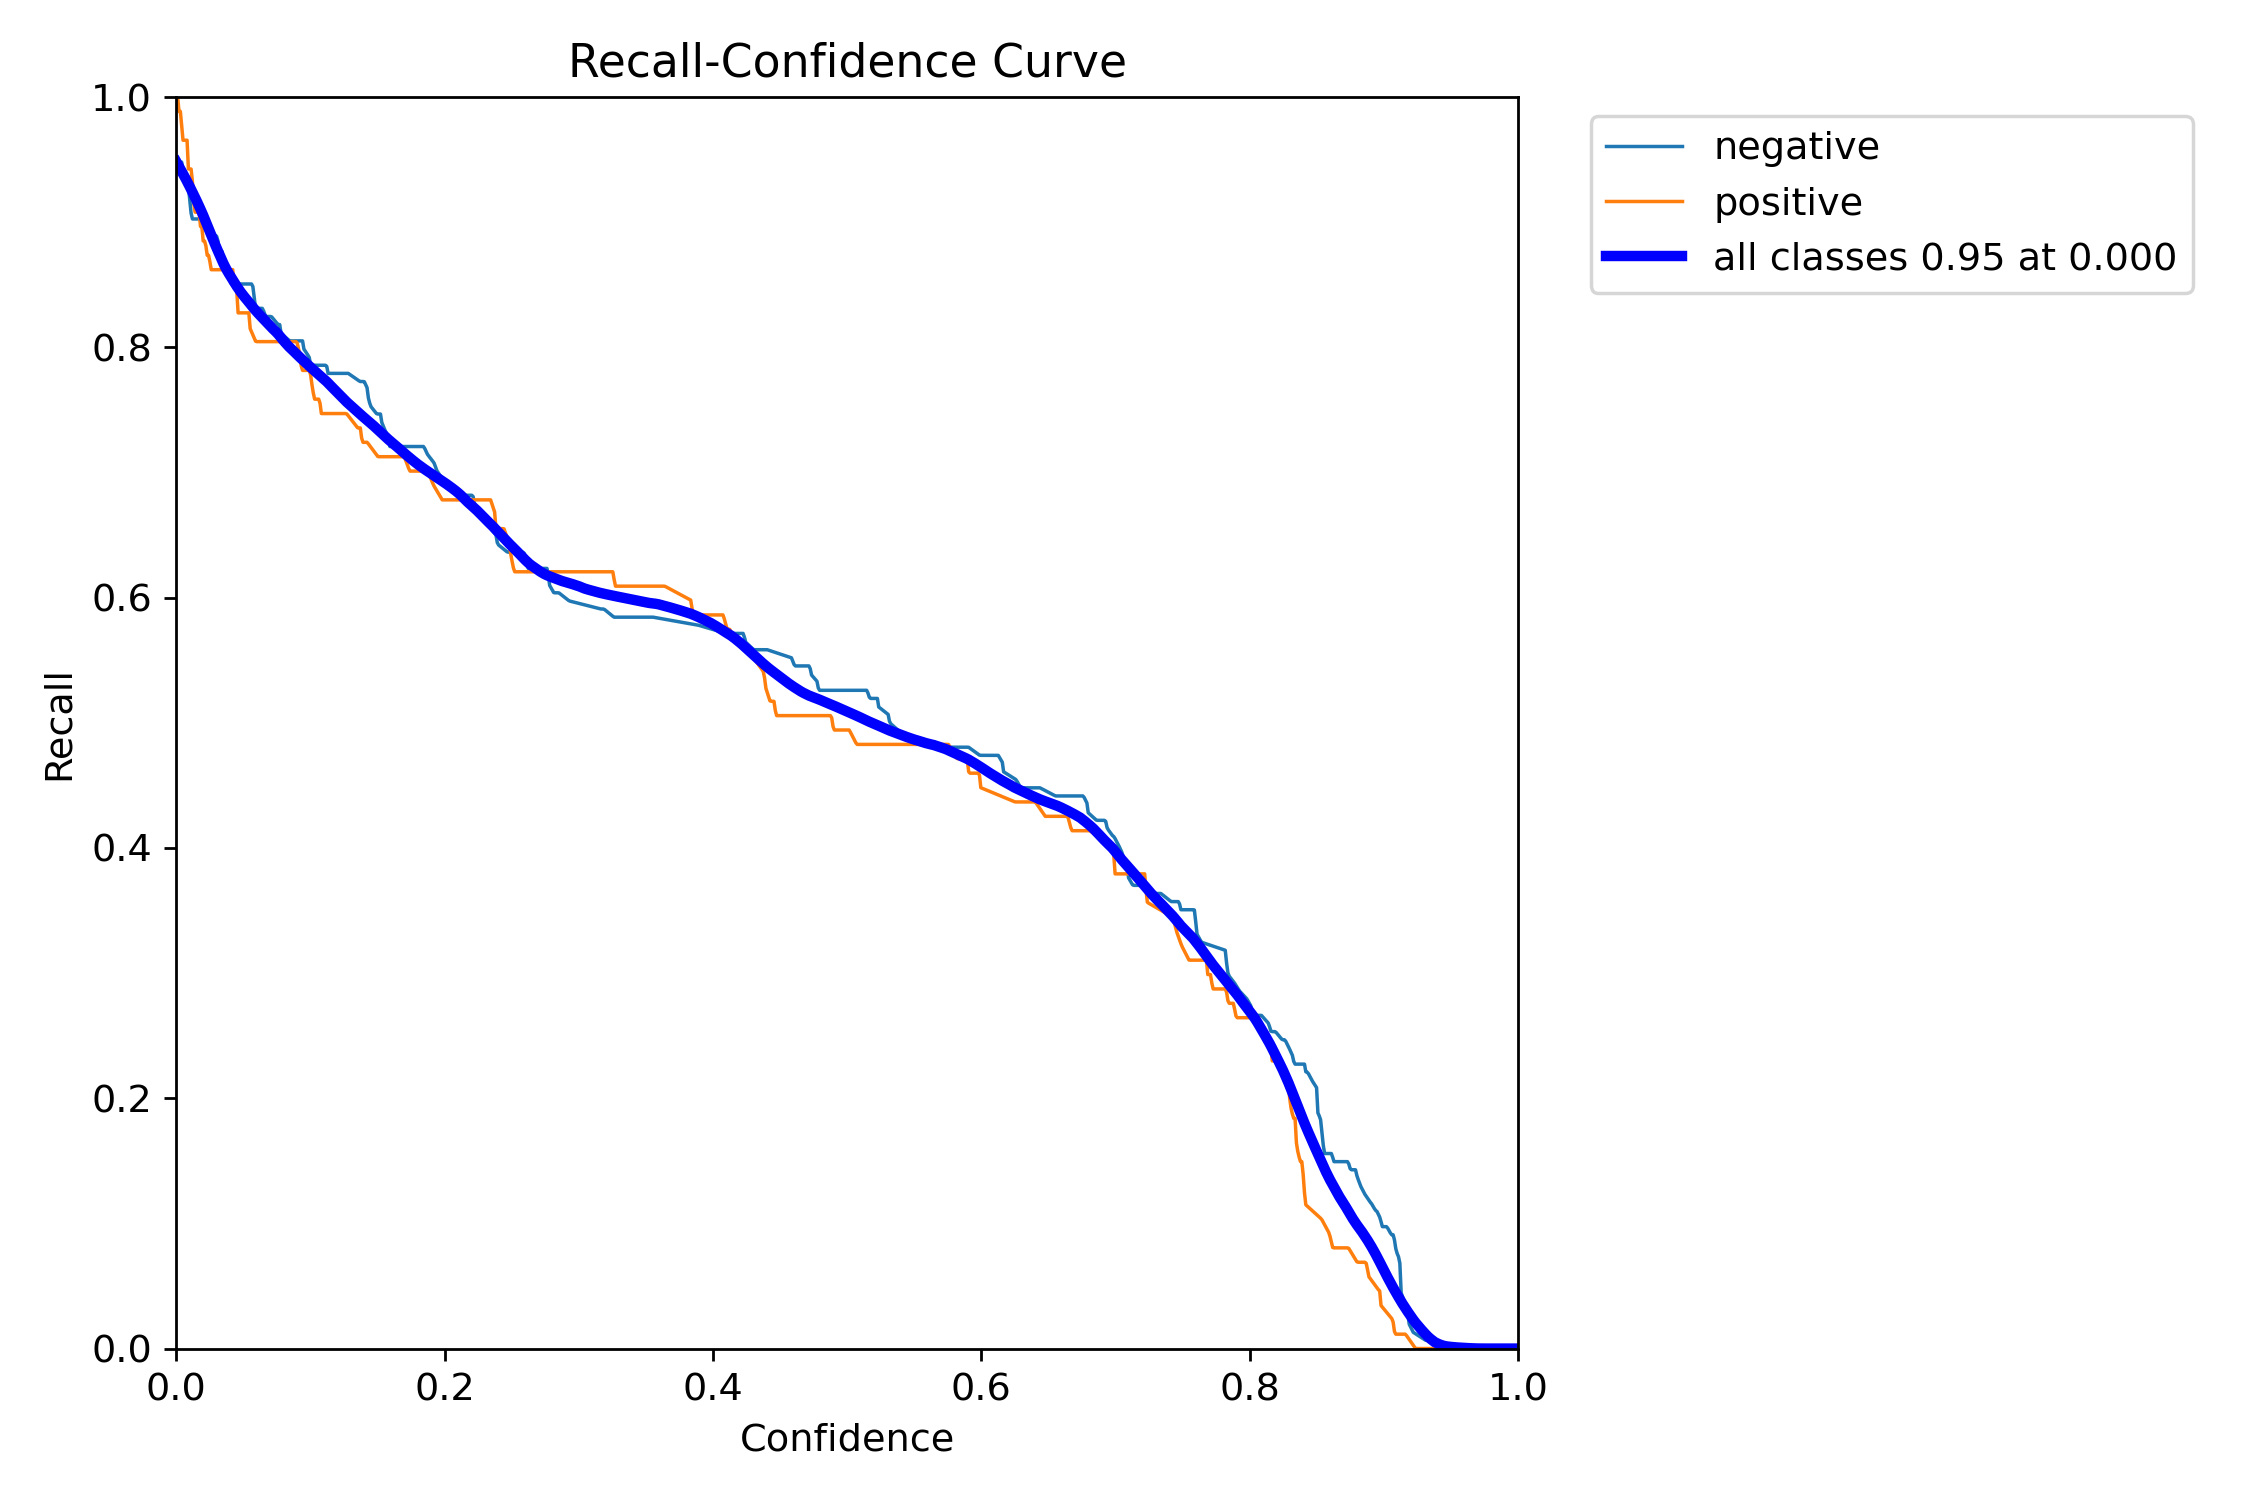 Recall-Confidence Curve
1.0
0.8
0.6
0.4
0.2
0.0
Recall
0.0 0.2 0.4 0.6 0.8 1.0
Confidence
negative
positive
all classes 0.95 at 0.000